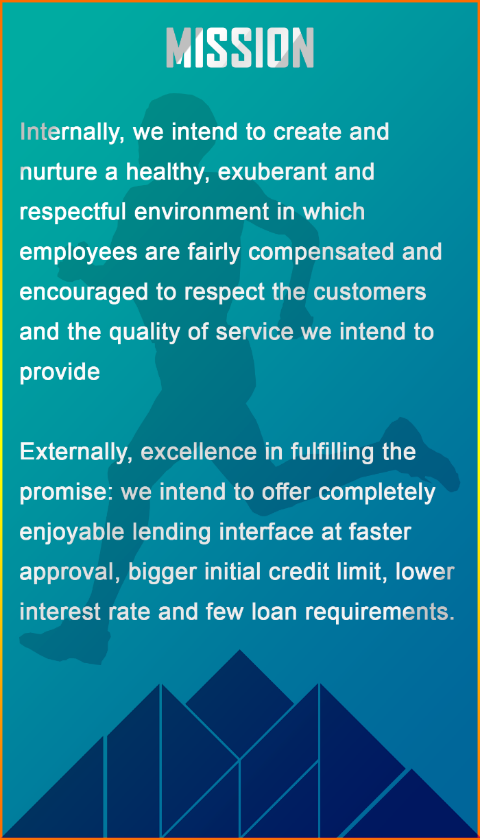 MISSION
Internally, we intend to create and
nurture a healthy, exuberant and
respectful environment in which
employees are fairly compensated and
encouraged to respect the customers
and the quality of service we intend to
provide
Externally, excellence in fulfilling the
promise: we intend to offer completely
enjoyable lending interface at faster
approval, bigger initial credit limit, lower
interest rate and few loan requirements.